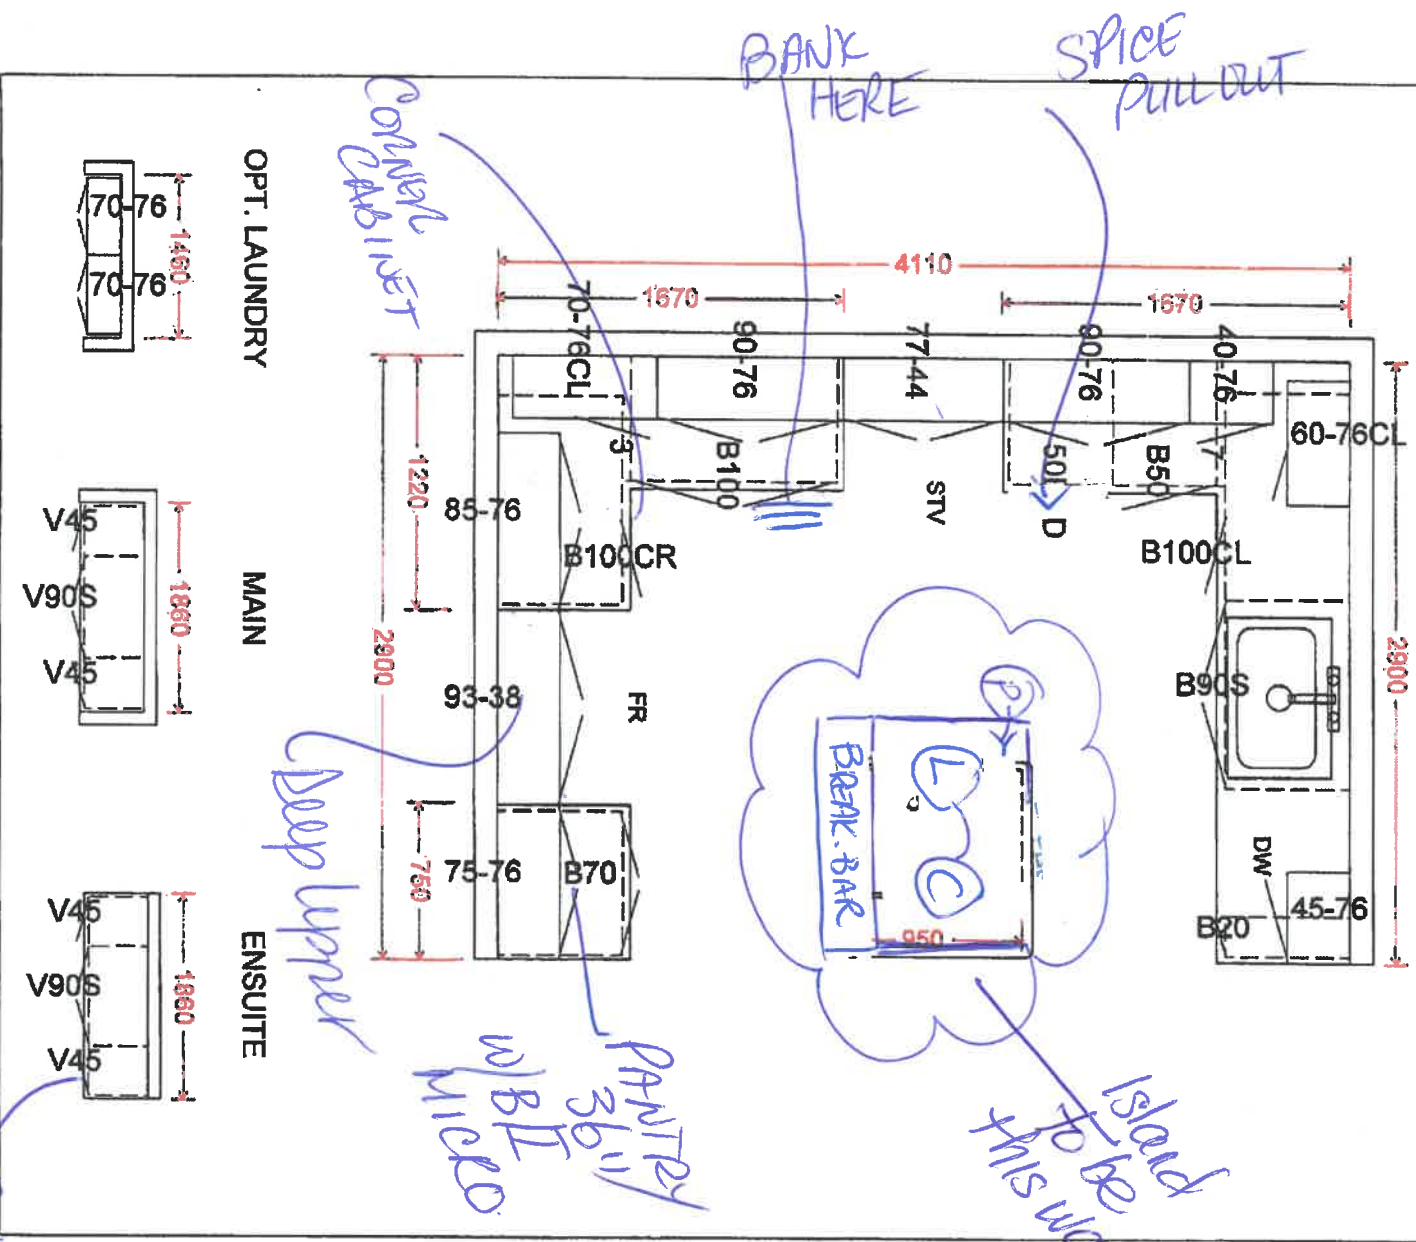 BANK
HERE
SPICE
PULL OUT
CORNER
CABINET
OPT. LAUNDRY
70-76
70-76
1460
MAIN
V45
V90S
V45
1860
ENSUITE
V45
V90S
V45
1860
4110
1670
1670
70-76CL
90-76
77-44
90-76
40-76
60-76CL
3
B100
STV
50
B50
7
D
1220
85-76
B100CR
B100CL
2900
2900
93-38
FR
B90S
Deep Upper
750
75-76
B70
P
L
C
BREAK. BAR
950
DW
45-76
B20
PANTRY
36"
W/ BI
MICRO
Island
to be
this